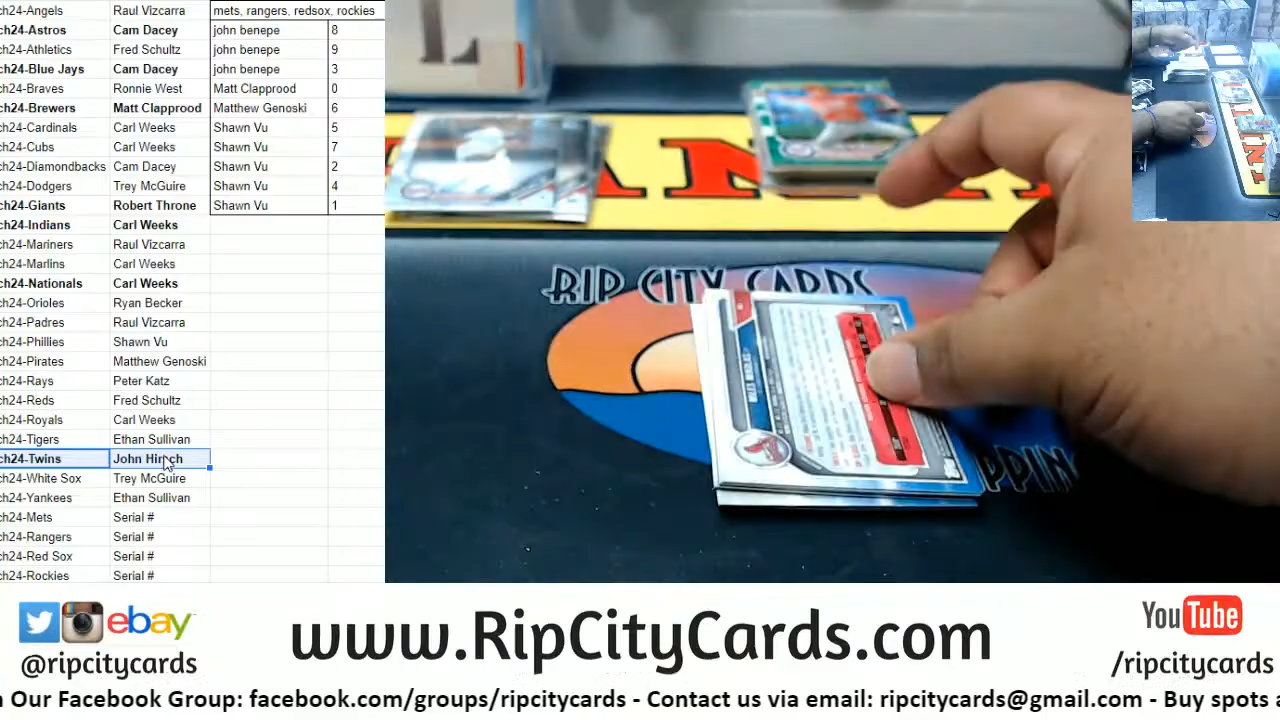 ch24-Angels Raul Vizcarra mets, rangers, redsox, rockies
ch24-Astros Cam Dacey john benepe 8
ch24-Athletics Fred Schultz john benepe 9
ch24-Blue Jays Cam Dacey john benepe 3
ch24-Braves Ronnie West Matt Clapprood 0
ch24-Brewers Matt Clapprood Matthew Genoski 6
ch24-Cardinals Carl Weeks Shawn Vu 5
ch24-Cubs Carl Weeks Shawn Vu 7
ch24-Diamondbacks Cam Dacey Shawn Vu 2
ch24-Dodgers Trey McGuire Shawn Vu 4
ch24-Giants Robert Throne Shawn Vu 1
ch24-Indians Carl Weeks
ch24-Mariners Raul Vizcarra
ch24-Marlins Carl Weeks
ch24-Nationals Carl Weeks
ch24-Orioles Ryan Becker
ch24-Padres Raul Vizcarra
ch24-Phillies Shawn Vu
ch24-Pirates Matthew Genoski
ch24-Rays Peter Katz
ch24-Reds Fred Schultz
ch24-Royals Carl Weeks
ch24-Tigers Ethan Sullivan
ch24-Twins John Hirsch
ch24-White Sox Trey McGuire
ch24-Yankees Ethan Sullivan
ch24-Mets Serial #
ch24-Rangers Serial #
ch24-Red Sox Serial #
ch24-Rockies Serial #
RIP CITY CARDS
PPIN
ebay
@ripcitycards
www.RipCityCards.com
YouTube
/ripcitycards
n Our Facebook Group: facebook.com/groups/ripcitycards - Contact us via email: ripcitycards@gmail.com - Buy spots a